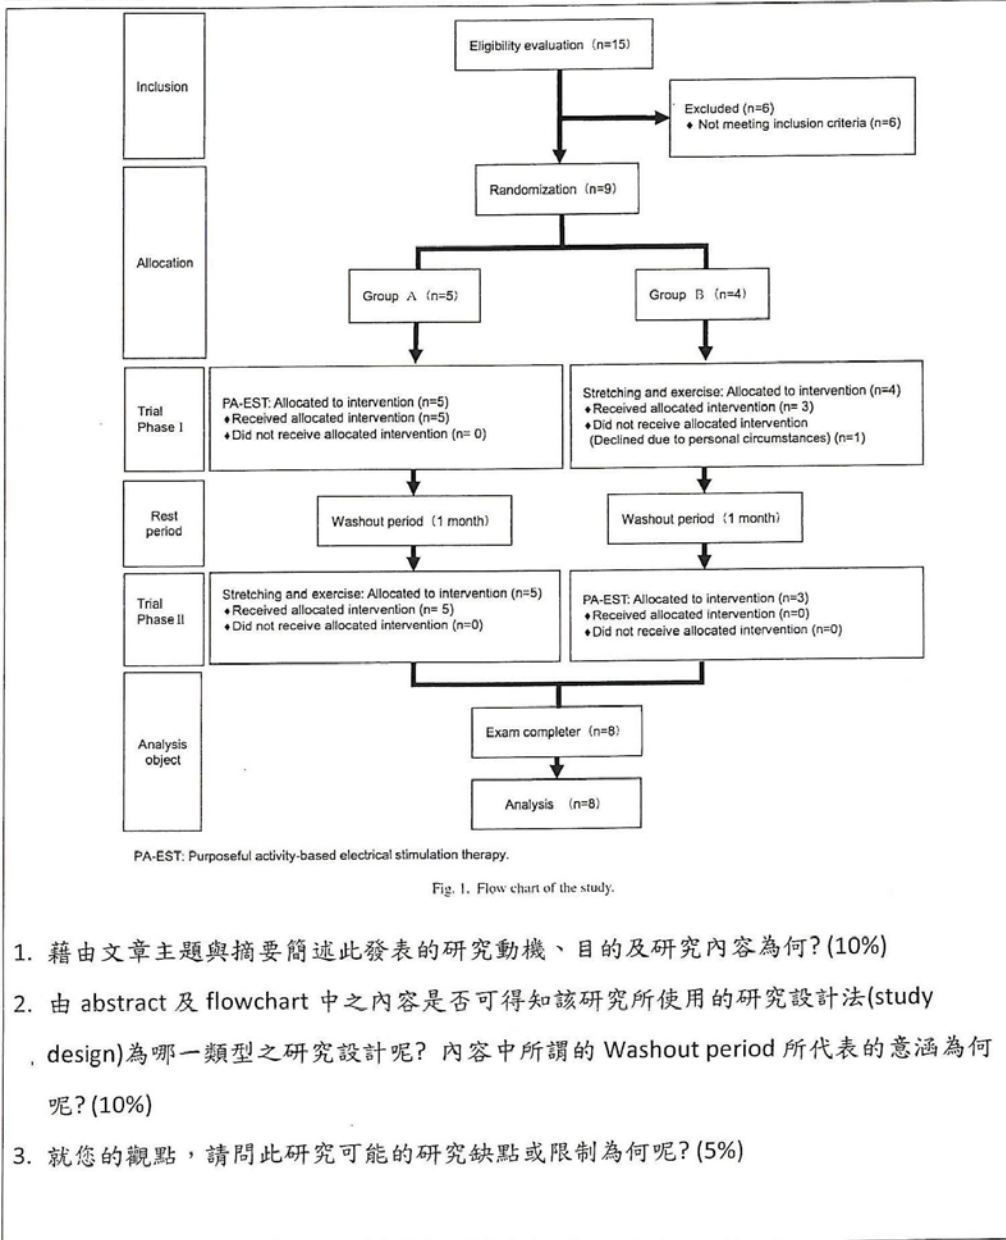 Eligibility evaluation (n=15)
Inclusion
Excluded (n=6)
♦ Not meeting inclusion criteria (n=6)
Randomization (n=9)
Allocation
Group A (n=5)
Group B (n=4)
Trial
Phase I
PA-EST: Allocated to intervention (n=5)
♦Received allocated intervention (n=5)
♦Did not receive allocated intervention (n= 0)
Stretching and exercise: Allocated to intervention (n=4)
♦Received allocated intervention (n= 3)
♦Did not receive allocated intervention
(Declined due to personal circumstances) (n=1)
Rest
period
Washout period (1 month)
Washout period (1 month)
Trial
Phase II
Stretching and exercise: Allocated to intervention (n=5)
♦Received allocated intervention (n= 5)
♦Did not receive allocated intervention (n=0)
PA-EST: Allocated to intervention (n=3)
♦Received allocated intervention (n=0)
♦Did not receive allocated intervention (n=0)
Analysis
object
Exam completer (n=8)
Analysis (n=8)
PA-EST: Purposeful activity-based electrical stimulation therapy.
Fig. 1. Flow chart of the study.
1. 藉由文章主題與摘要簡述此發表的研究動機、目的及研究內容為何? (10%)
2. 由 abstract 及 flowchart 中之內容是否可得知該研究所使用的研究設計法(study
design)為哪一類型之研究設計呢? 內容中所謂的 Washout period 所代表的意涵為何
呢? (10%)
3. 就您的觀點，請問此研究可能的研究缺點或限制為何呢? (5%)